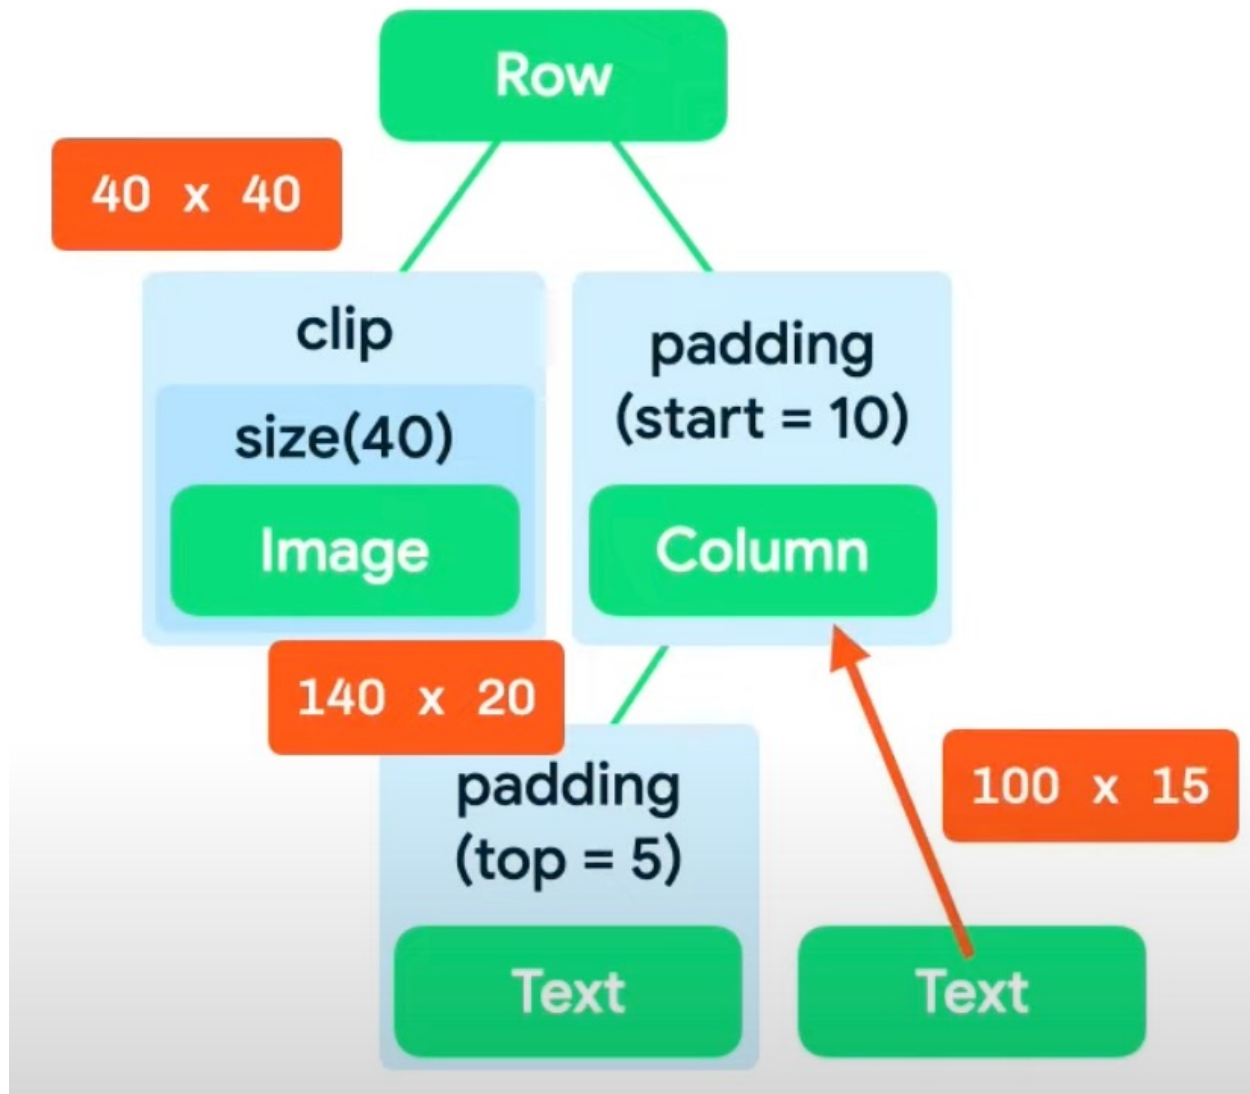 Row
40 x 40
clip
size(40)
Image
padding
(start = 10)
Column
140 x 20
padding
(top = 5)
Text
100 x 15
Text